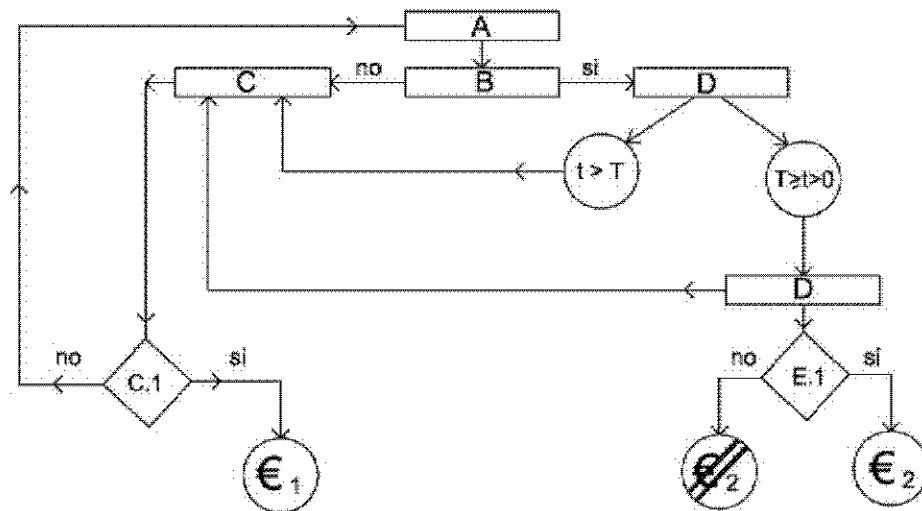 A
C
no
B
si
D
t > T
T≥t>0
D
no
C.1
si
no
E.1
si
€1
€2
€2